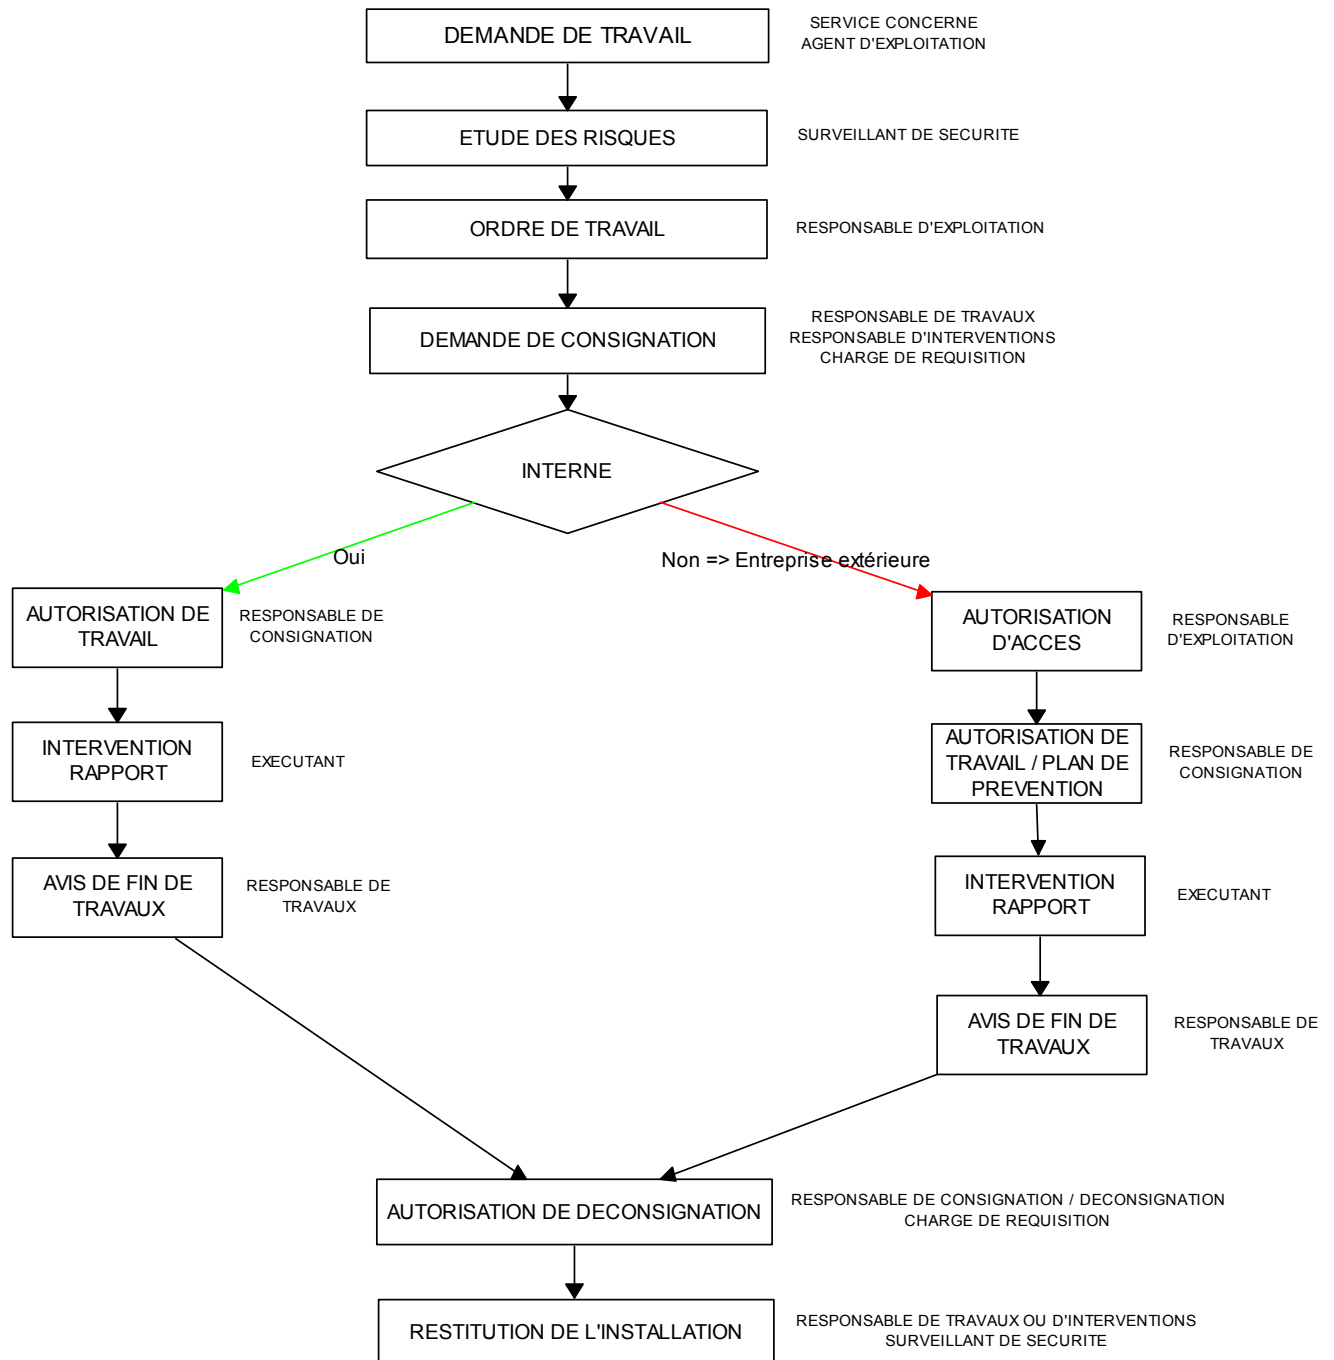 DEMANDE DE TRAVAIL
SERVICE CONCERNE
AGENT D'EXPLOITATION
ETUDE DES RISQUES
SURVEILLANT DE SECURITE
ORDRE DE TRAVAIL
RESPONSABLE D'EXPLOITATION
DEMANDE DE CONSIGNATION
RESPONSABLE DE TRAVAUX
RESPONSABLE D'INTERVENTIONS
CHARGE DE REQUISITION
INTERNE
Oui
Non => Entreprise extérieure
AUTORISATION DE
TRAVAIL
RESPONSABLE DE
CONSIGNATION
AUTORISATION
D'ACCES
RESPONSABLE
D'EXPLOITATION
INTERVENTION
RAPPORT
EXECUTANT
AUTORISATION DE
TRAVAIL / PLAN DE
PREVENTION
RESPONSABLE DE
CONSIGNATION
AVIS DE FIN DE
TRAVAUX
RESPONSABLE DE
TRAVAUX
INTERVENTION
RAPPORT
EXECUTANT
AVIS DE FIN DE
TRAVAUX
RESPONSABLE DE
TRAVAUX
AUTORISATION DE DECONSIGNATION
RESPONSABLE DE CONSIGNATION / DECONSIGNATION
CHARGE DE REQUISITION
RESTITUTION DE L'INSTALLATION
RESPONSABLE DE TRAVAUX OU D'INTERVENTIONS
SURVEILLANT DE SECURITE